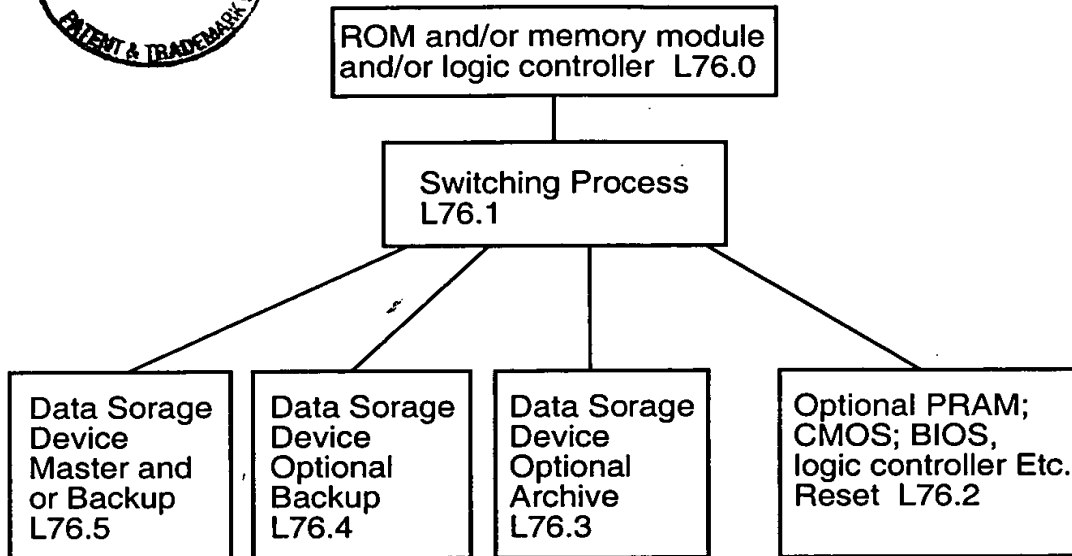 PATENT & TRADEMARK
ROM and/or memory module
and/or logic controller L76.0
Switching Process
L76.1
Data Sorage
Device
Master and
or Backup
L76.5
Data Sorage
Device
Optional
Backup
L76.4
Data Sorage
Device
Optional
Archive
L76.3
Optional PRAM;
CMOS; BIOS,
logic controller Etc.
Reset L76.2